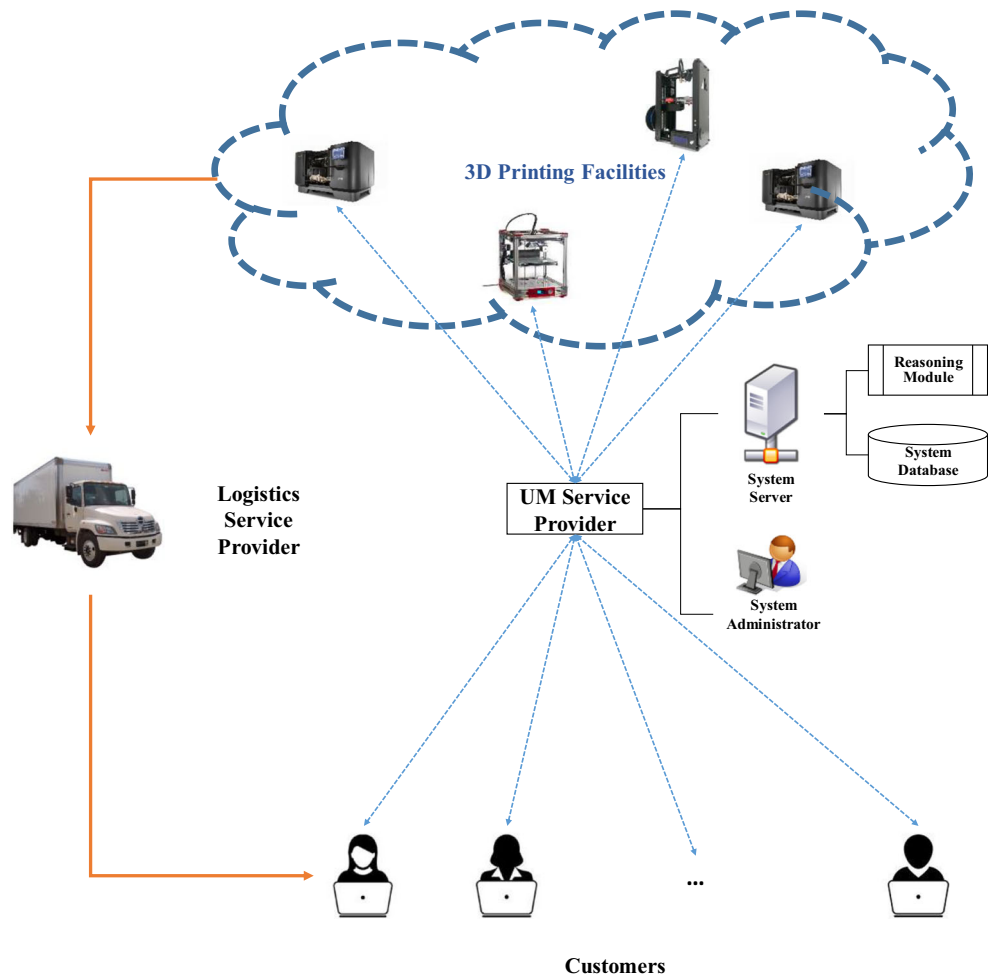 3D Printing Facilities
Reasoning
Module
System
Database
System
Server
UM Service
Provider
Logistics
Service
Provider
System
Administrator
...
Customers